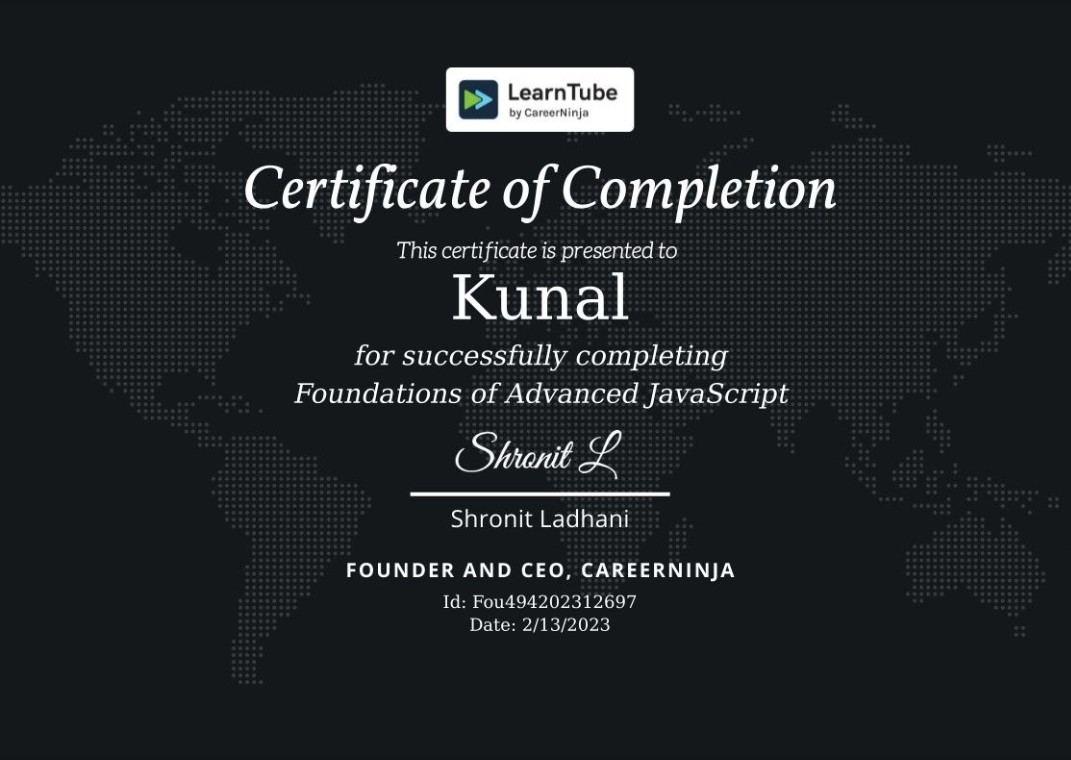 LearnTube
by CareerNinja
Certificate of Completion
This certificate is presented to
Kunal
for successfully completing
Foundations of Advanced JavaScript
Shronit L
Shronit Ladhani
FOUNDER AND CEO, CAREERNINJA
Id: Fou494202312697
Date: 2/13/2023